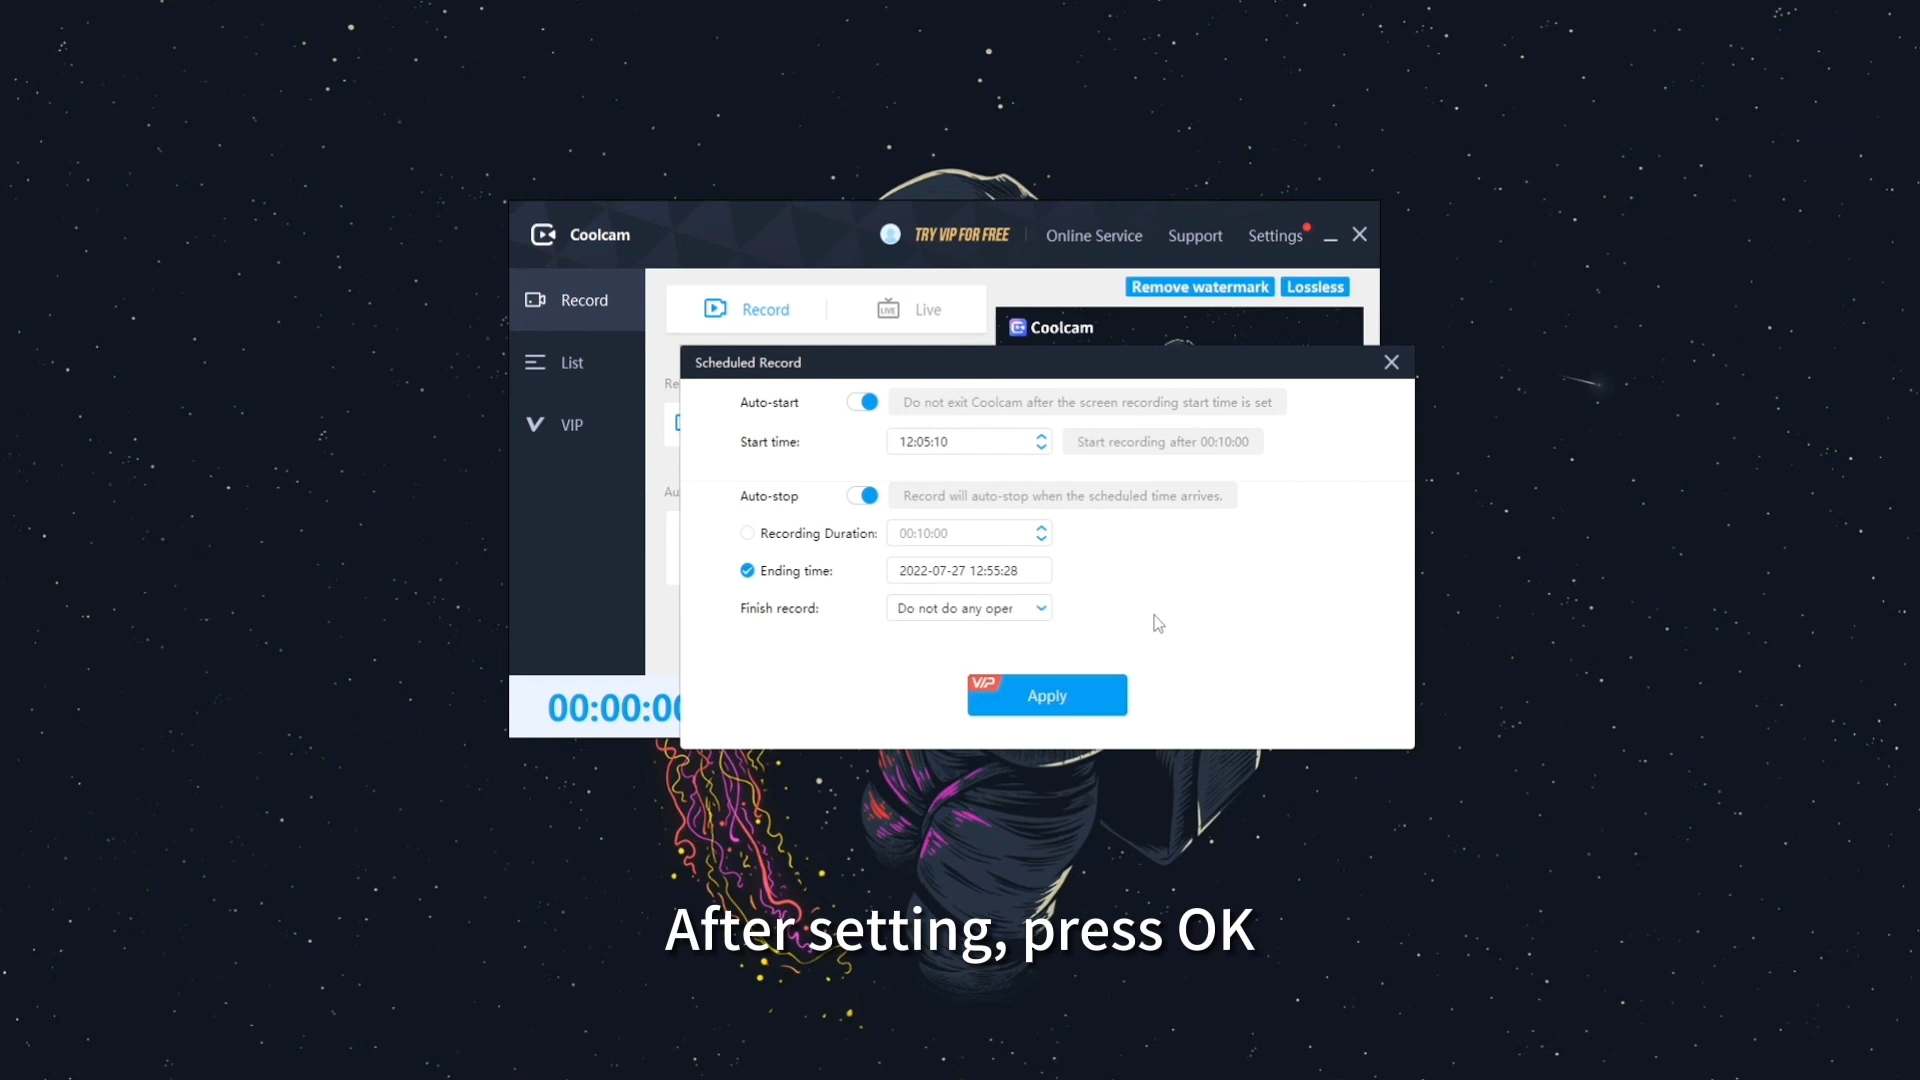 Coolcam
TRY VIP FOR FREE
Online Service
Support
Settings
Record
List
VIP
Record
LIVE
Live
Remove watermark
Lossless
Coolcam
Re
Au
Scheduled Record
Auto-start
Do not exit Coolcam after the screen recording start time is set
Start time:
12:05:10
Start recording after 00:10:00
Auto-stop
Record will auto-stop when the scheduled time arrives.
Recording Duration:
00:10:00
Ending time:
2022-07-27 12:55:28
Finish record:
Do not do any oper
VIP
Apply
00:00:00
After setting, press OK